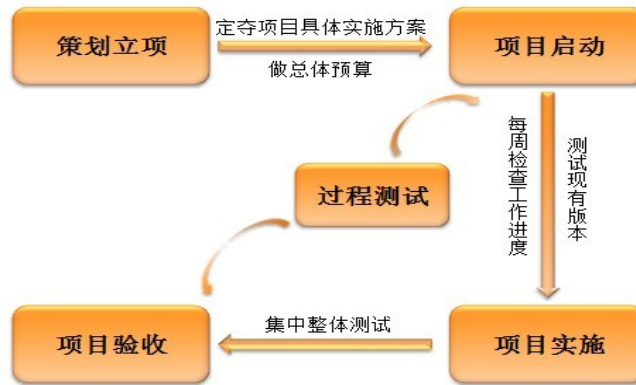 策划立项
定夺项目具体实施方案
做总体预算
项目启动
每周检查工作进度
测试现有版本
过程测试
项目验收
集中整体测试
项目实施